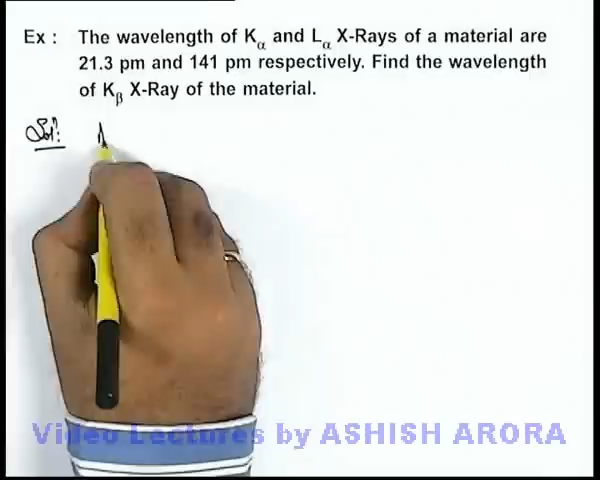 Ex : The wavelength of Kα and Lα X-Rays of a material are
21.3 pm and 141 pm respectively. Find the wavelength
of Kβ X-Ray of the material.
Solⁿ:
Video Lectures by ASHISH ARORA